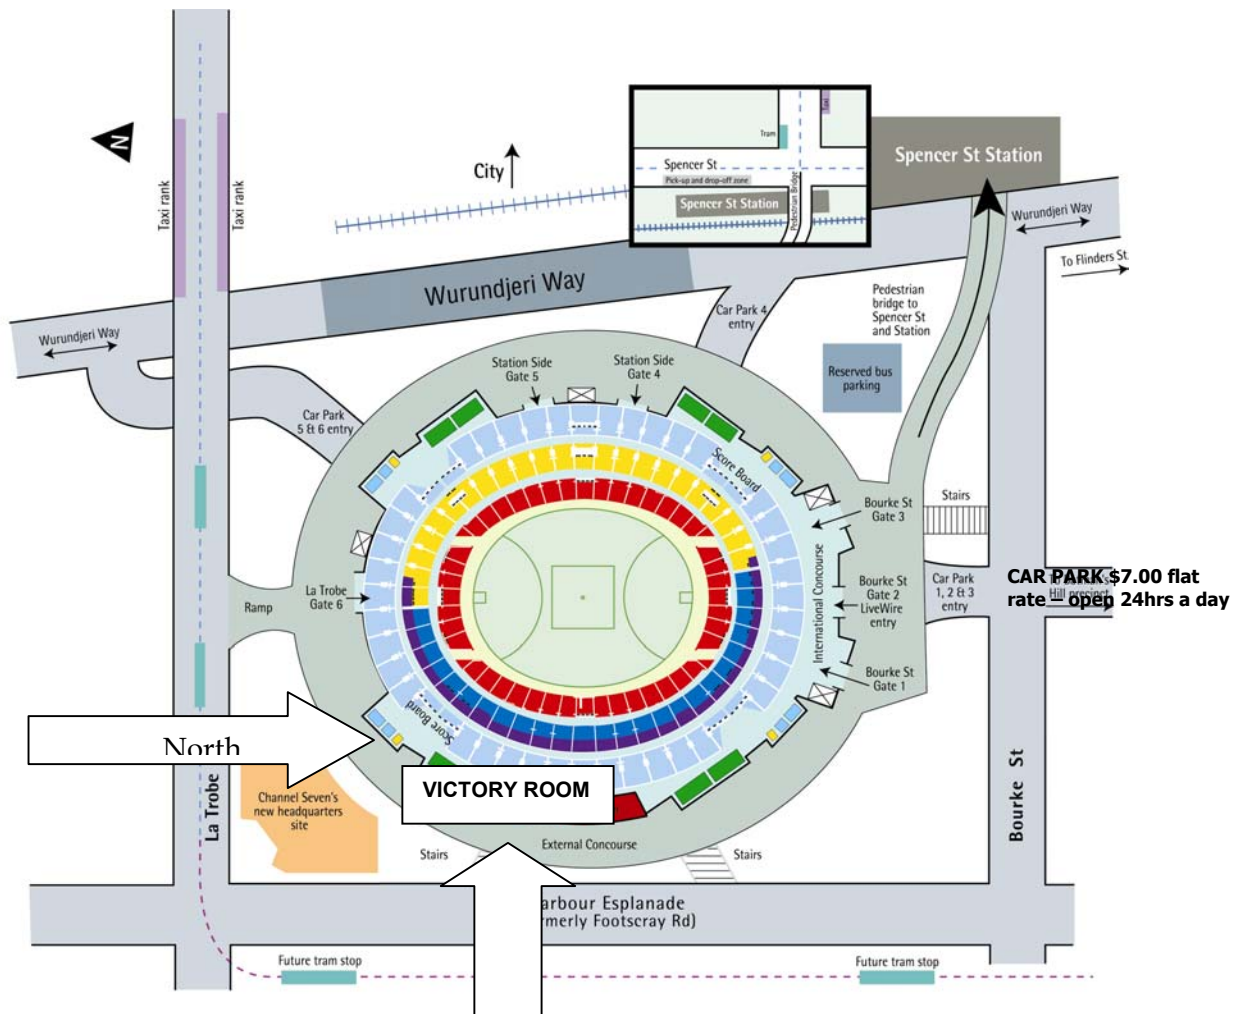 N
Taxi rank
Taxi rank
City
Tram
Taxi
Spencer St
Pick-up and drop-off zone
Spencer St Station
Pedestrian Bridge
Spencer St Station
Wurundjeri Way
To Flinders St
Wurundjeri Way
Wurundjeri Way
Car Park 4
entry
Pedestrian
bridge to
Spencer St
and Station
Reserved bus
parking
Station Side
Gate 5
Station Side
Gate 4
Car Park
5 & 6 entry
Score Board
Bourke St
Gate 3
Stairs
La Trobe
Gate 6
Ramp
International Concourse
Bourke St
Gate 2
LiveWire
entry
Car Park
1, 2 & 3
entry
CAR PARK $7.00 flat
rate – open 24hrs a day
Hill precinct
Bourke St
Gate 1
Score Board
North
VICTORY ROOM
Channel Seven's
new headquarters
site
La Trobe
Bourke St
External Concourse
Stairs
Stairs
arbour Esplanade
rmerly Footscray Rd)
Future tram stop
Future tram stop